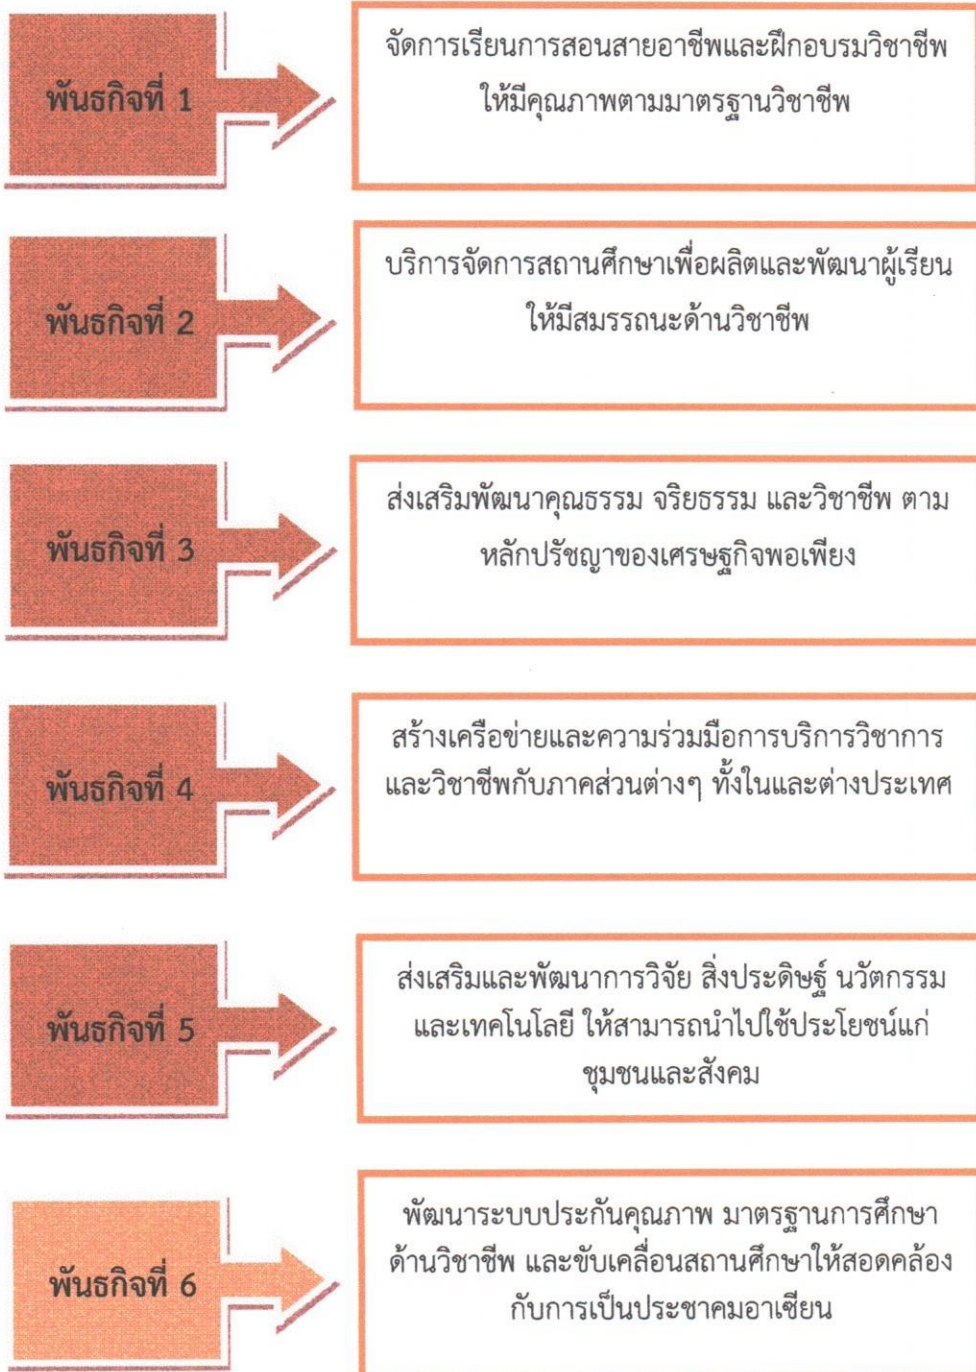 พันธกิจที่ 1
จัดการเรียนการสอนสายอาชีพและฝึกอบรมวิชาชีพ
ให้มีคุณภาพตามมาตรฐานวิชาชีพ
พันธกิจที่ 2
บริการจัดการสถานศึกษาเพื่อผลิตและพัฒนาผู้เรียน
ให้มีสมรรถนะด้านวิชาชีพ
พันธกิจที่ 3
ส่งเสริมพัฒนาคุณธรรม จริยธรรม และวิชาชีพ ตาม
หลักปรัชญาของเศรษฐกิจพอเพียง
พันธกิจที่ 4
สร้างเครือข่ายและความร่วมมือการบริการวิชาการ
และวิชาชีพกับภาคส่วนต่างๆ ทั้งในและต่างประเทศ
พันธกิจที่ 5
ส่งเสริมและพัฒนาการวิจัย สิ่งประดิษฐ์ นวัตกรรม
และเทคโนโลยี ให้สามารถนำไปใช้ประโยชน์แก่
ชุมชนและสังคม
พันธกิจที่ 6
พัฒนาระบบประกันคุณภาพ มาตรฐานการศึกษา
ด้านวิชาชีพ และขับเคลื่อนสถานศึกษาให้สอดคล้อง
กับการเป็นประชาคมอาเซียน